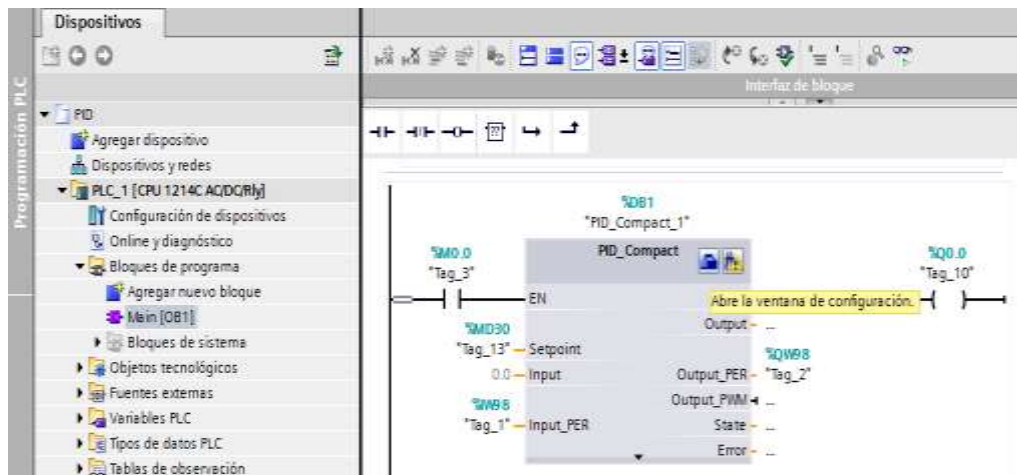 Dispositivos
Programación PLC
Interfaz de bloque
PID
Agregar dispositivo
Dispositivos y redes
PLC_1 [CPU 1214C AC/DC/Rly]
Configuración de dispositivos
Online y diagnóstico
Bloques de programa
Agregar nuevo bloque
Main [OB1]
Bloques de sistema
Objetos tecnológicos
Fuentes externas
Variables PLC
Tipos de datos PLC
Tablas de observación
%DB1
"PID_Compact_1"
%M0.0
"Tag_3"
PID_Compact
%Q0.0
"Tag_10"
EN
Abre la ventana de configuración.
%MD30
"Tag_13"
Setpoint
Output
...
0.0
Input
%QW98
Output_PER
"Tag_2"
%IW98
"Tag_1"
Input_PER
Output_PWM
...
State
...
Error
...